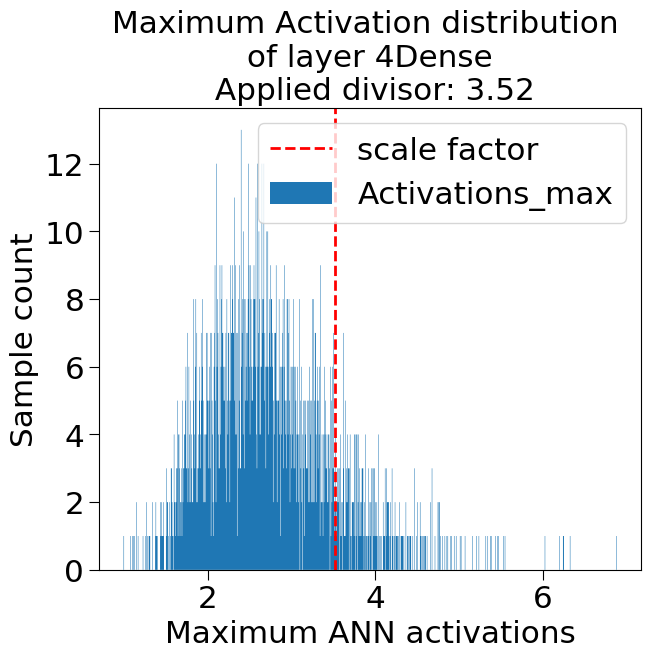 Maximum Activation distribution
of layer 4Dense
Applied divisor: 3.52
scale factor
Activations_max
12
10
8
6
4
2
0
Sample count
2 4 6
Maximum ANN activations